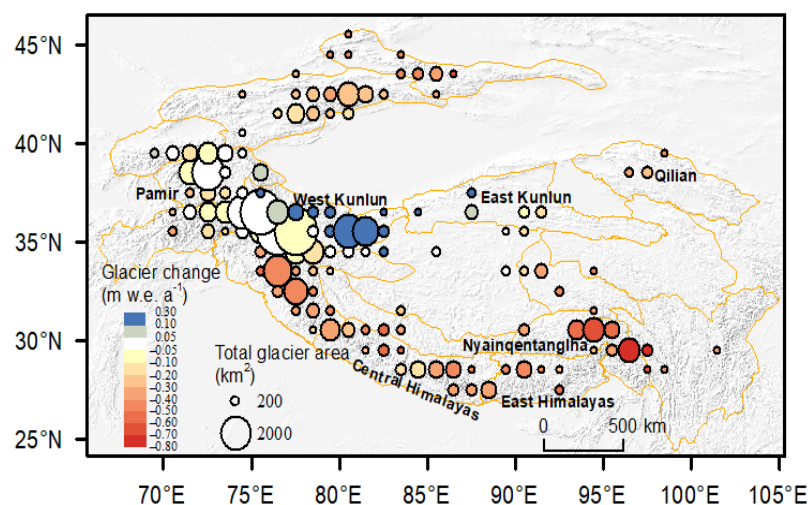 45°N
40°N
35°N
30°N
25°N
Qilian
Pamir
West Kunlun
East Kunlun
Glacier change
(m w.e. a⁻¹)
0.30
0.10
0.05
-0.05
-0.10
-0.20
-0.30
-0.40
-0.50
-0.60
-0.70
-0.80
Total glacier area
(km²)
200
2000
Nyainqentanglha
Central Himalayas
East Himalayas
0 500 km
70°E 75°E 80°E 85°E 90°E 95°E 100°E 105°E